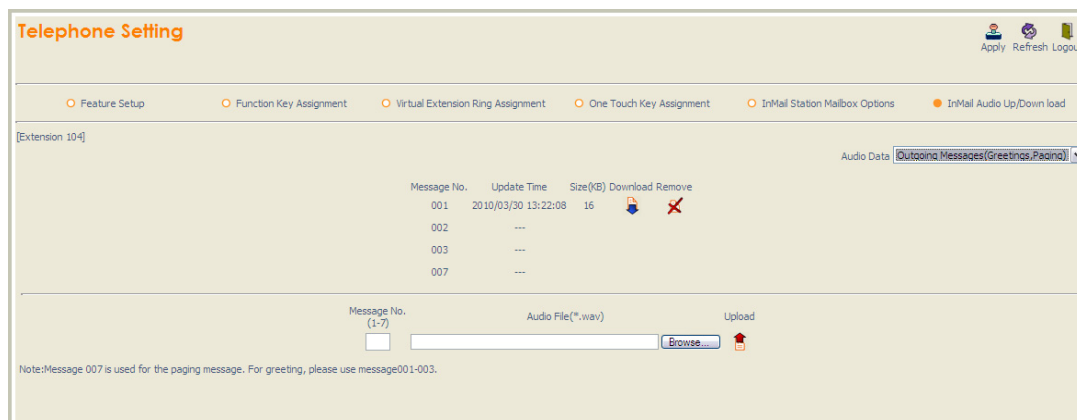 Telephone Setting
Apply Refresh Logou
Feature Setup Function Key Assignment Virtual Extension Ring Assignment One Touch Key Assignment InMail Station Mailbox Options InMail Audio Up/Down load
[Extension 104]
Audio Data Outgoing Messages(Greetings,Paging)
Message No. Update Time Size(KB) Download Remove
001 2010/03/30 13:22:08 16
002 ---
003 ---
007 ---
Message No. (1-7) Audio File(*.wav) Upload
Browse...
Note:Message 007 is used for the paging message. For greeting, please use message001-003.